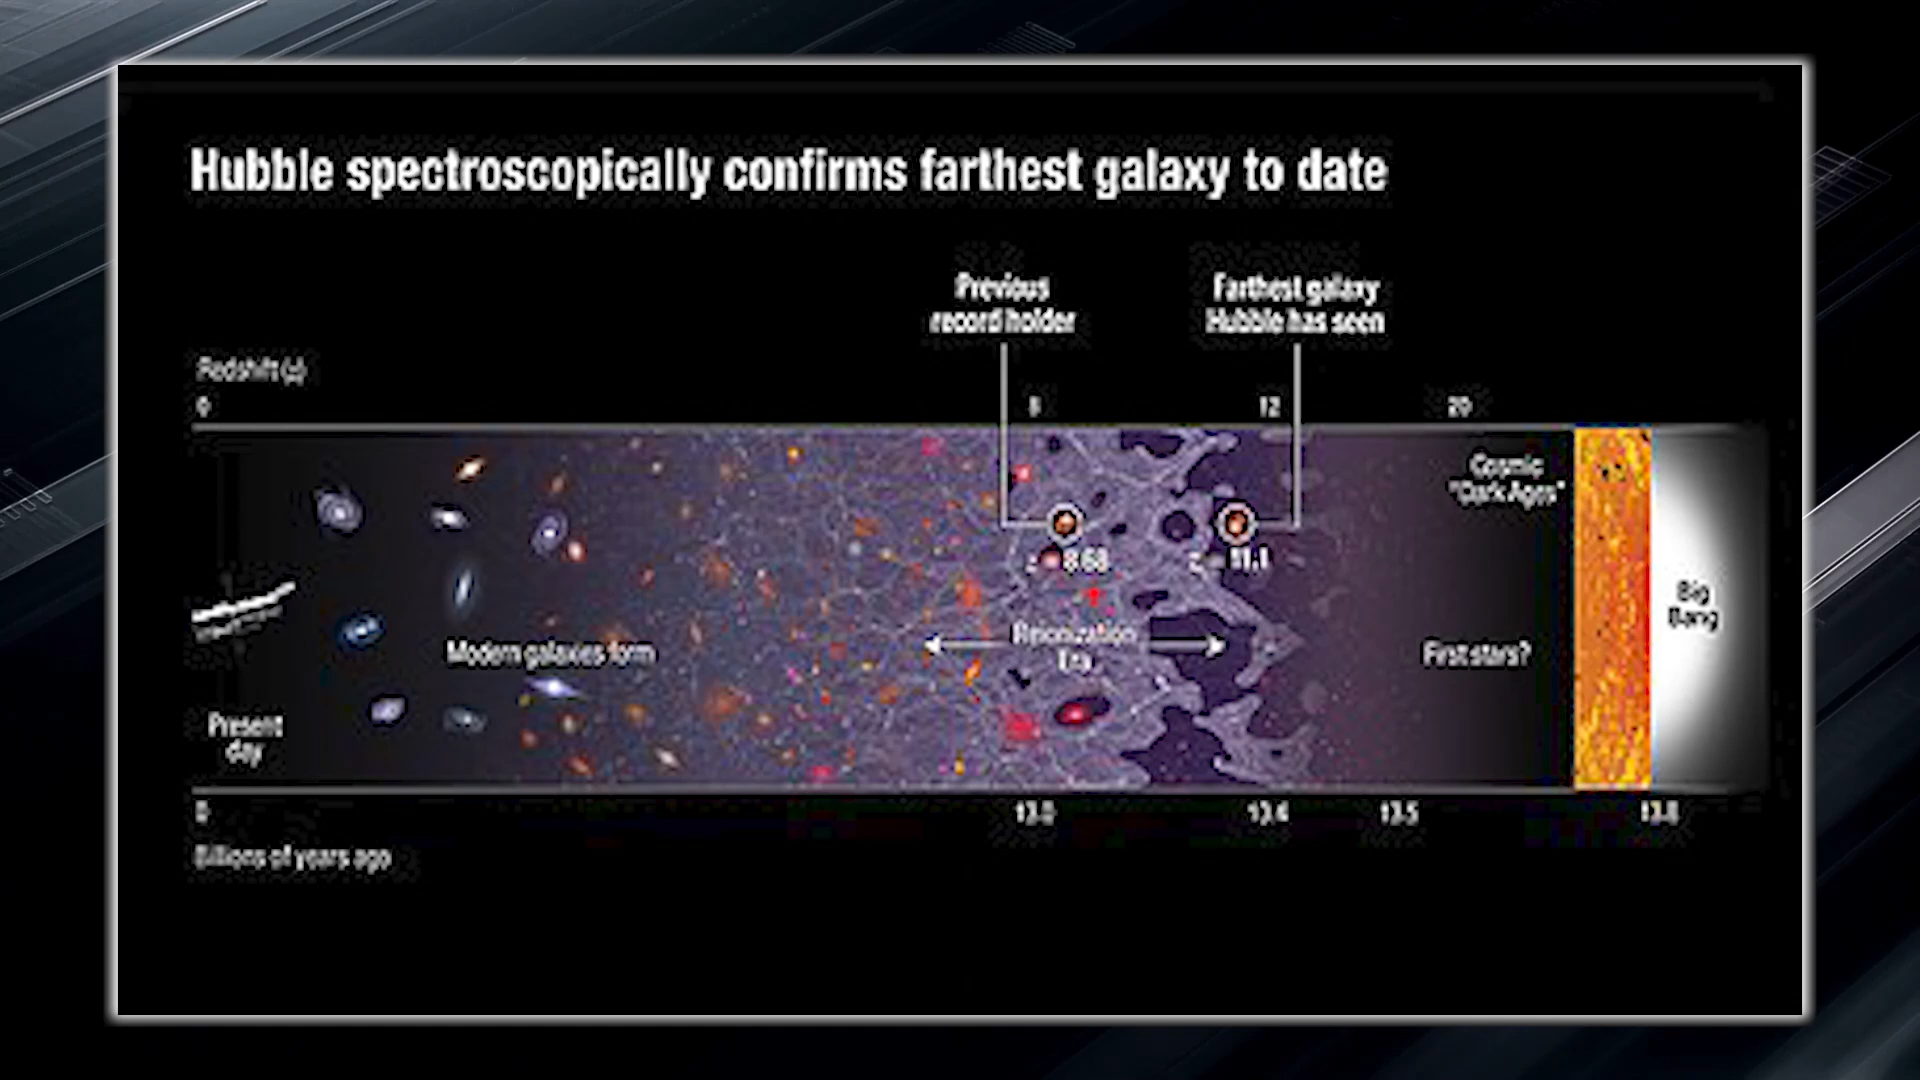 Hubble spectroscopically confirms farthest galaxy to date
Previous
record holder
Farthest galaxy
Hubble has seen
Redshift (z)
0
8
12
20
Cosmic
"Dark Ages"
z = 8.68
z = 11.1
Big
Bang
Reionization
Era
Modern galaxies form
First stars?
Present
day
0
13.0
13.4
13.5
13.8
Billions of years ago